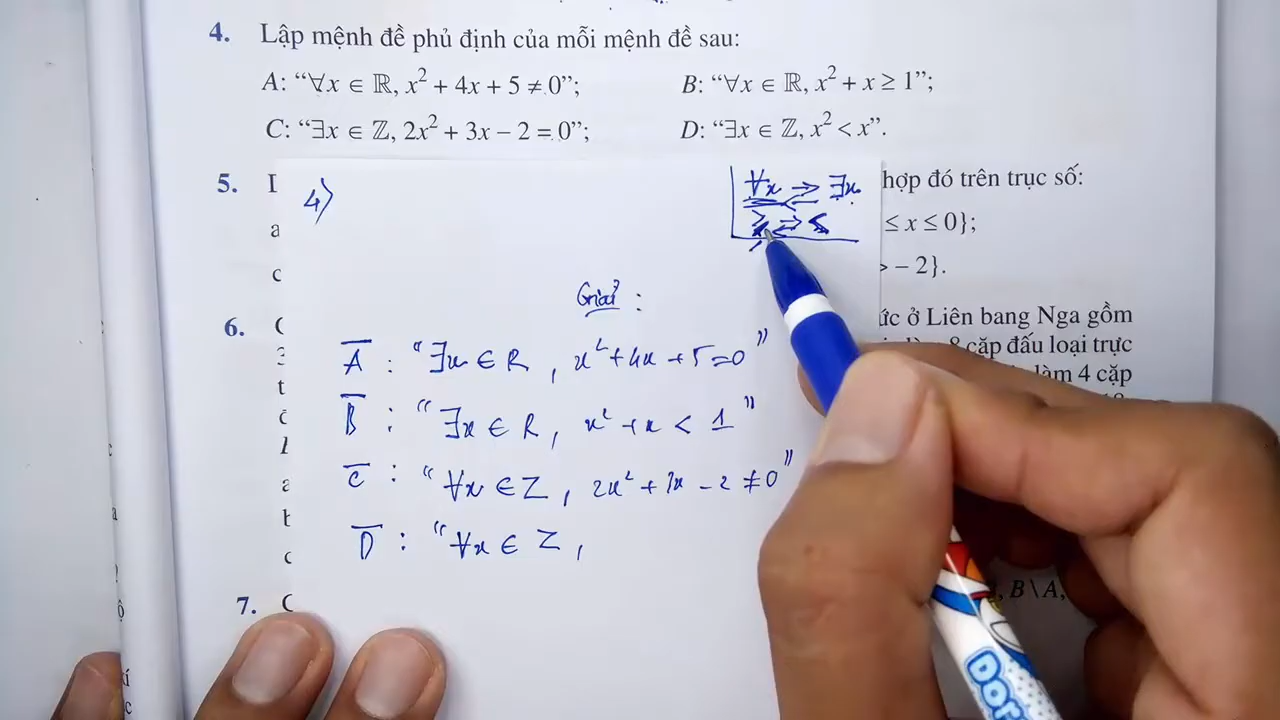 4. Lập mệnh đề phủ định của mỗi mệnh đề sau:
A: “∀x ∈ ℝ, x² + 4x + 5 ≠ 0”; B: “∀x ∈ ℝ, x² + x ≥ 1”;
C: “∃x ∈ ℤ, 2x² + 3x − 2 = 0”; D: “∃x ∈ ℤ, x² < x”.
5. hợp đó trên trục số:
4)
∀x ⇄ ∃x
a ≤ x ≤ 0};
≥ ⇄ <
c > − 2}.
Giải :
6. ức ở Liên bang Nga gồm
A̅ : “∃x ∈ R, x² + 4x + 5 = 0”
cặp đấu loại trực
làm 4 cặp
B̅ : “∃x ∈ R, x² + x < 1”
C̅ : “∀x ∈ Z, 2x² + 3x − 2 ≠ 0”
D̅ : “∀x ∈ Z,
7. B \ A,
Dor